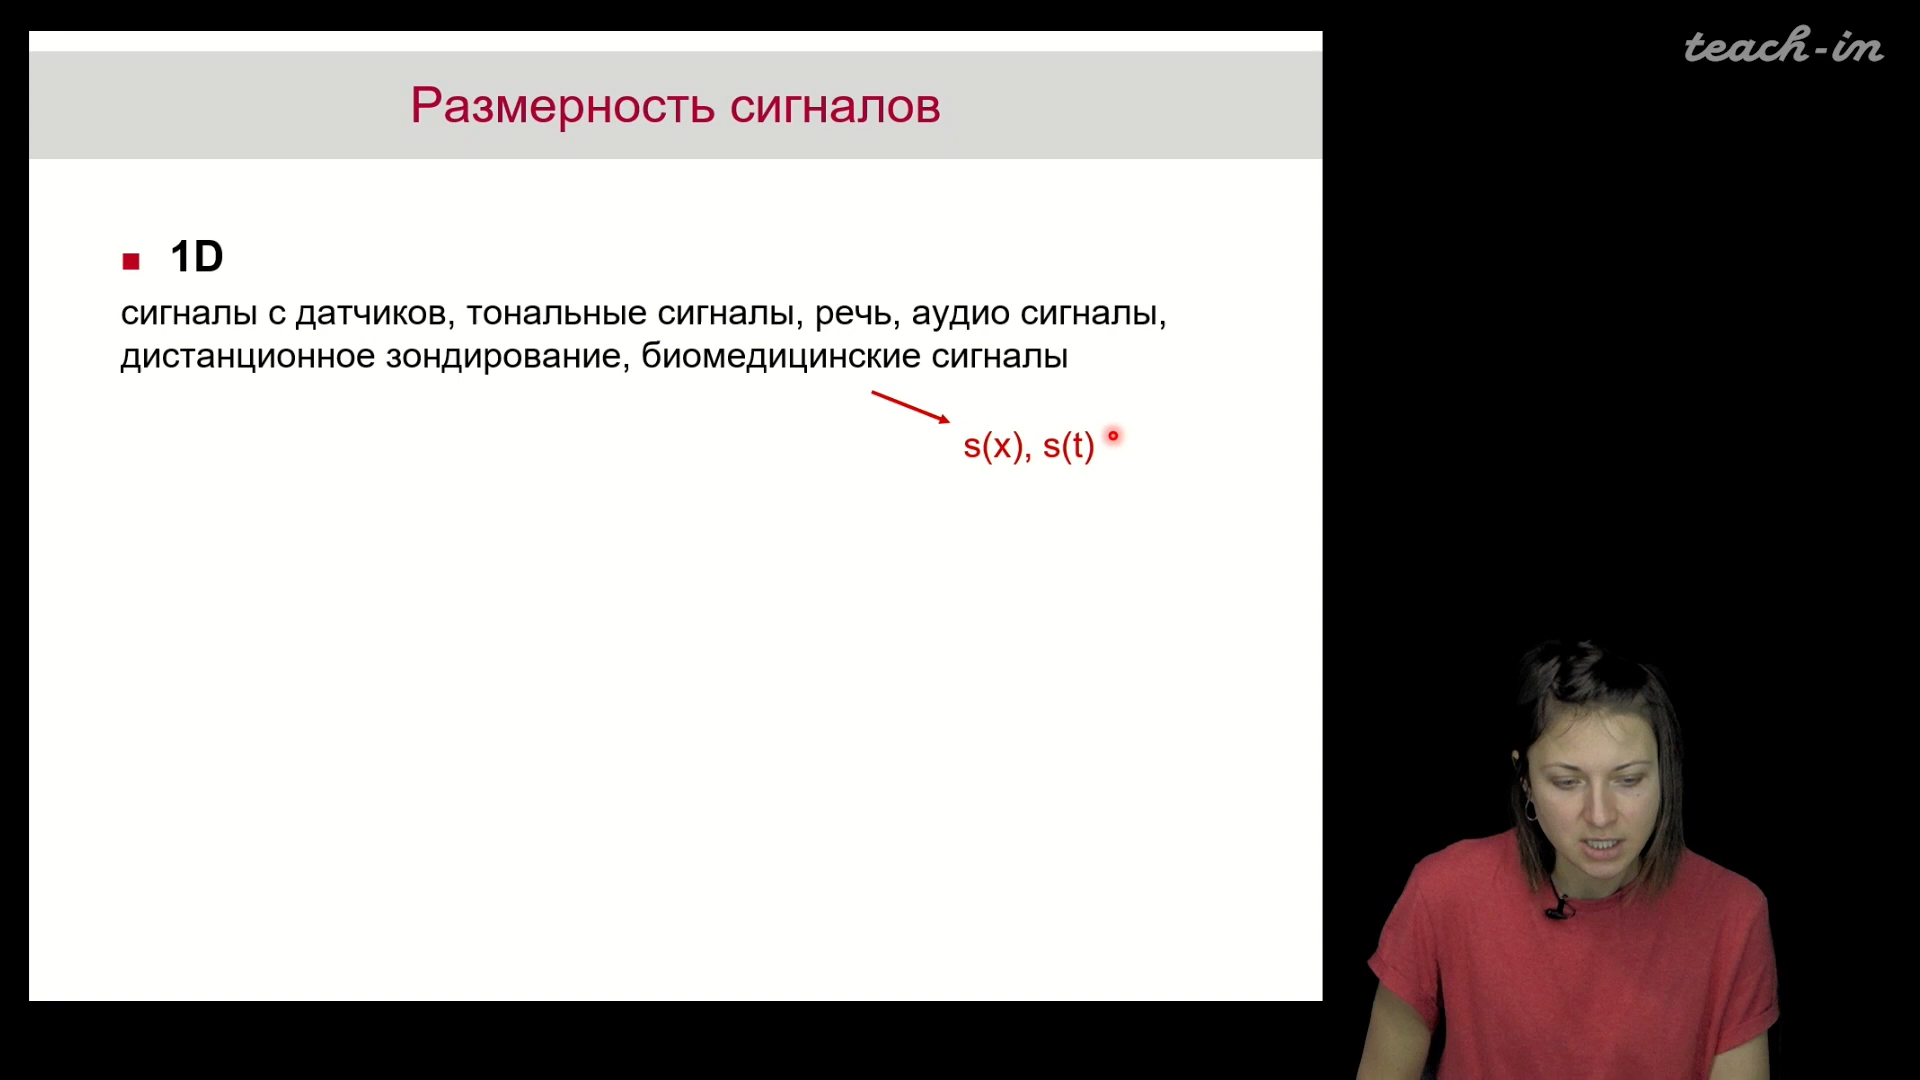 teach-in
Размерность сигналов
1D
сигналы с датчиков, тональные сигналы, речь, аудио сигналы,
дистанционное зондирование, биомедицинские сигналы
s(x), s(t)